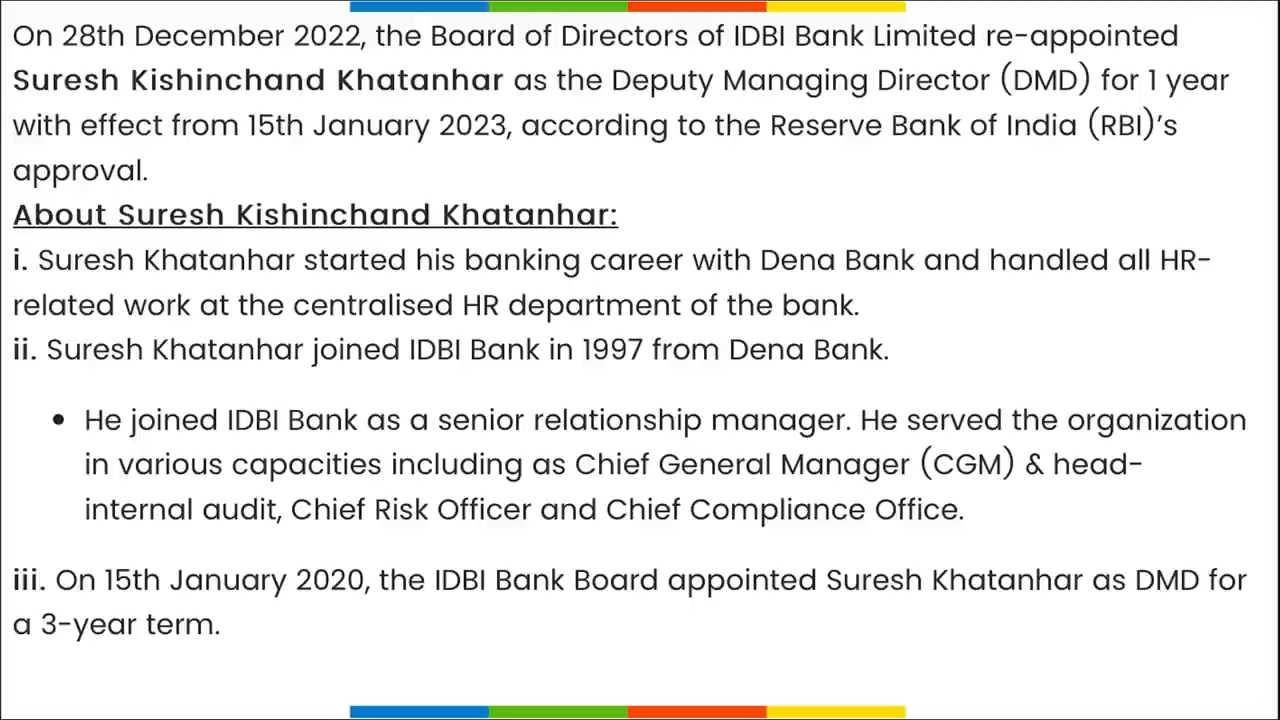 On 28th December 2022, the Board of Directors of IDBI Bank Limited re-appointed
Suresh Kishinchand Khatanhar as the Deputy Managing Director (DMD) for 1 year
with effect from 15th January 2023, according to the Reserve Bank of India (RBI)’s
approval.
About Suresh Kishinchand Khatanhar:
i. Suresh Khatanhar started his banking career with Dena Bank and handled all HR-
related work at the centralised HR department of the bank.
ii. Suresh Khatanhar joined IDBI Bank in 1997 from Dena Bank.
• He joined IDBI Bank as a senior relationship manager. He served the organization
in various capacities including as Chief General Manager (CGM) & head-
internal audit, Chief Risk Officer and Chief Compliance Office.
iii. On 15th January 2020, the IDBI Bank Board appointed Suresh Khatanhar as DMD for
a 3-year term.